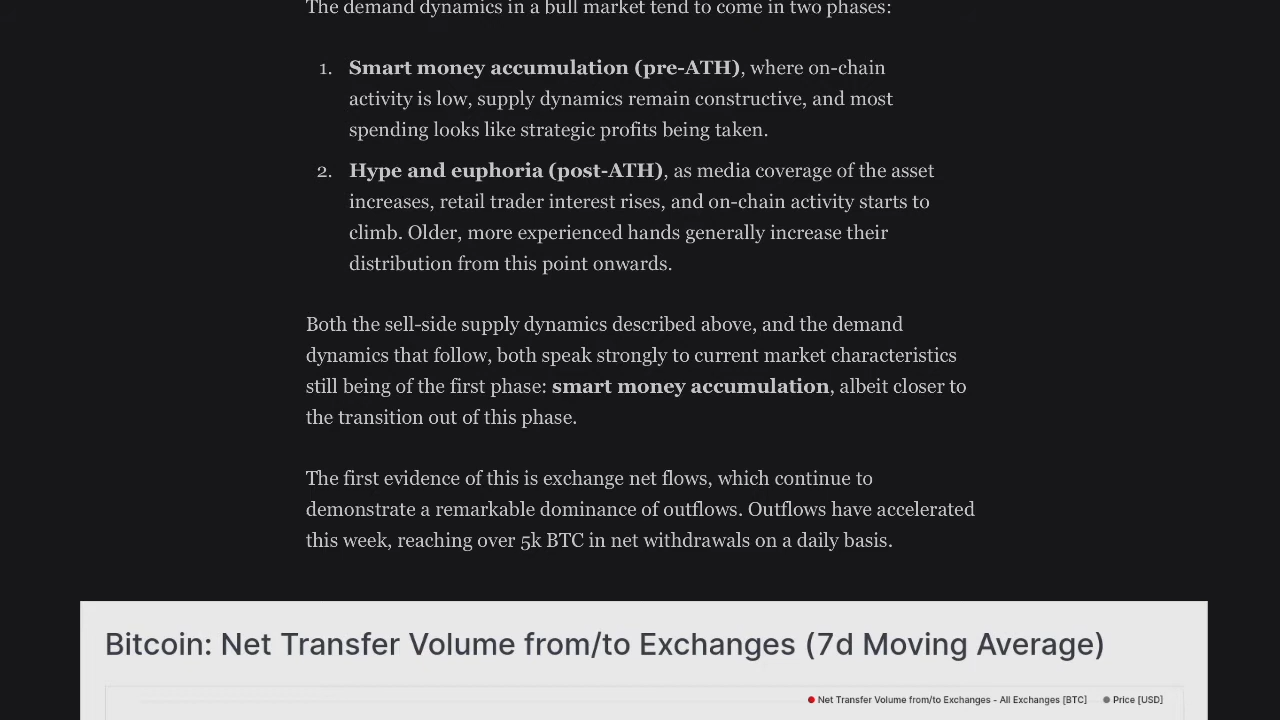 The demand dynamics in a bull market tend to come in two phases:
1. Smart money accumulation (pre-ATH), where on-chain
activity is low, supply dynamics remain constructive, and most
spending looks like strategic profits being taken.
2. Hype and euphoria (post-ATH), as media coverage of the asset
increases, retail trader interest rises, and on-chain activity starts to
climb. Older, more experienced hands generally increase their
distribution from this point onwards.
Both the sell-side supply dynamics described above, and the demand
dynamics that follow, both speak strongly to current market characteristics
still being of the first phase: smart money accumulation, albeit closer to
the transition out of this phase.
The first evidence of this is exchange net flows, which continue to
demonstrate a remarkable dominance of outflows. Outflows have accelerated
this week, reaching over 5k BTC in net withdrawals on a daily basis.
Bitcoin: Net Transfer Volume from/to Exchanges (7d Moving Average)
Net Transfer Volume from/to Exchanges - All Exchanges [BTC] Price [USD]